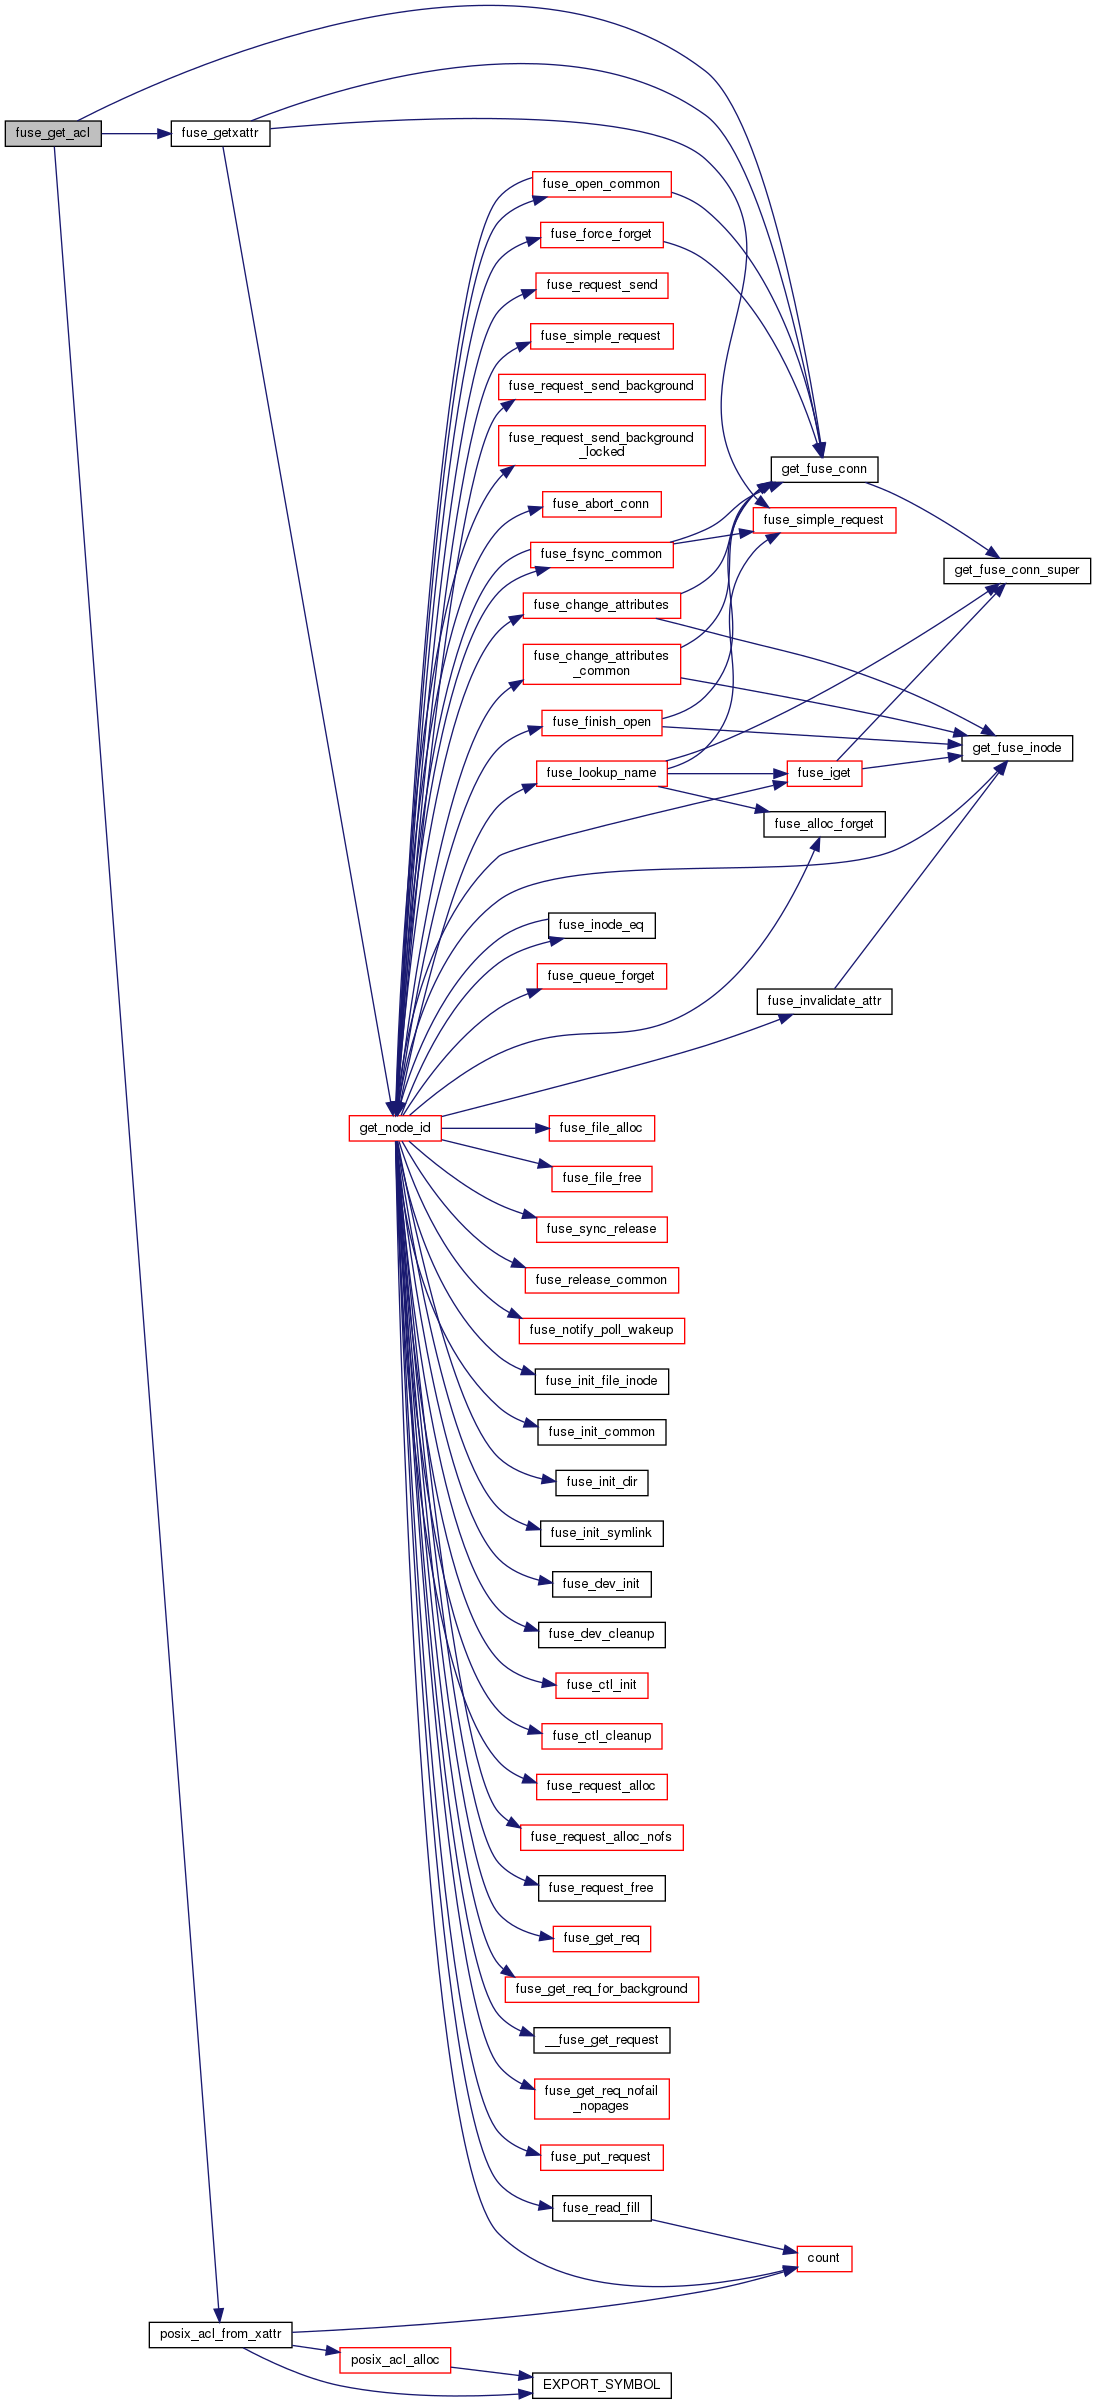 fuse_get_acl
fuse_getxattr
fuse_open_common
fuse_force_forget
fuse_request_send
fuse_simple_request
fuse_request_send_background
fuse_request_send_background
_locked
get_fuse_conn
fuse_abort_conn
fuse_simple_request
fuse_fsync_common
get_fuse_conn_super
fuse_change_attributes
fuse_change_attributes
_common
fuse_finish_open
get_fuse_inode
fuse_lookup_name
fuse_iget
fuse_alloc_forget
fuse_inode_eq
fuse_queue_forget
fuse_invalidate_attr
get_node_id
fuse_file_alloc
fuse_file_free
fuse_sync_release
fuse_release_common
fuse_notify_poll_wakeup
fuse_init_file_inode
fuse_init_common
fuse_init_dir
fuse_init_symlink
fuse_dev_init
fuse_dev_cleanup
fuse_ctl_init
fuse_ctl_cleanup
fuse_request_alloc
fuse_request_alloc_nofs
fuse_request_free
fuse_get_req
fuse_get_req_for_background
__fuse_get_request
fuse_get_req_nofail
_nopages
fuse_put_request
fuse_read_fill
count
posix_acl_from_xattr
posix_acl_alloc
EXPORT_SYMBOL